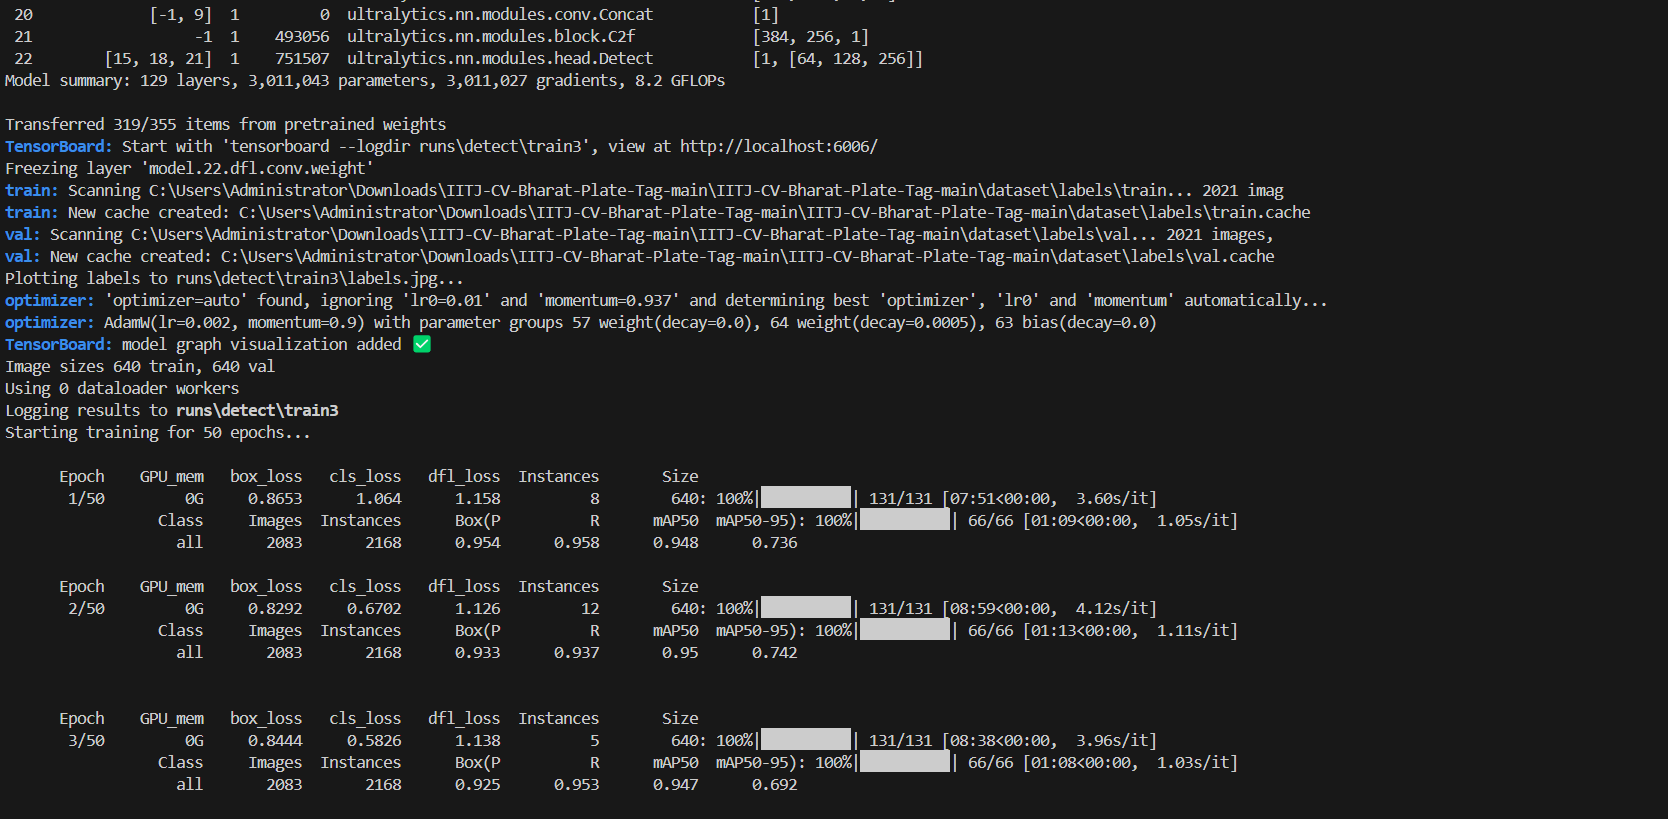 20 [-1, 9] 1 0 ultralytics.nn.modules.conv.Concat [1]
21 -1 1 493056 ultralytics.nn.modules.block.C2f [384, 256, 1]
22 [15, 18, 21] 1 751507 ultralytics.nn.modules.head.Detect [1, [64, 128, 256]]
Model summary: 129 layers, 3,011,043 parameters, 3,011,027 gradients, 8.2 GFLOPs
Transferred 319/355 items from pretrained weights
TensorBoard: Start with 'tensorboard --logdir runs\detect\train3', view at http://localhost:6006/
Freezing layer 'model.22.dfl.conv.weight'
train: Scanning C:\Users\Administrator\Downloads\IITJ-CV-Bharat-Plate-Tag-main\IITJ-CV-Bharat-Plate-Tag-main\dataset\labels\train... 2021 imag
train: New cache created: C:\Users\Administrator\Downloads\IITJ-CV-Bharat-Plate-Tag-main\IITJ-CV-Bharat-Plate-Tag-main\dataset\labels\train.cache
val: Scanning C:\Users\Administrator\Downloads\IITJ-CV-Bharat-Plate-Tag-main\IITJ-CV-Bharat-Plate-Tag-main\dataset\labels\val... 2021 images,
val: New cache created: C:\Users\Administrator\Downloads\IITJ-CV-Bharat-Plate-Tag-main\IITJ-CV-Bharat-Plate-Tag-main\dataset\labels\val.cache
Plotting labels to runs\detect\train3\labels.jpg...
optimizer: 'optimizer=auto' found, ignoring 'lr0=0.01' and 'momentum=0.937' and determining best 'optimizer', 'lr0' and 'momentum' automatically...
optimizer: AdamW(lr=0.002, momentum=0.9) with parameter groups 57 weight(decay=0.0), 64 weight(decay=0.0005), 63 bias(decay=0.0)
TensorBoard: model graph visualization added ✅
Image sizes 640 train, 640 val
Using 0 dataloader workers
Logging results to runs\detect\train3
Starting training for 50 epochs...
Epoch GPU_mem box_loss cls_loss dfl_loss Instances Size
1/50 0G 0.8653 1.064 1.158 8 640: 100%|██████████| 131/131 [07:51<00:00, 3.60s/it]
Class Images Instances Box(P R mAP50 mAP50-95): 100%|██████████| 66/66 [01:09<00:00, 1.05s/it]
all 2083 2168 0.954 0.958 0.948 0.736
Epoch GPU_mem box_loss cls_loss dfl_loss Instances Size
2/50 0G 0.8292 0.6702 1.126 12 640: 100%|██████████| 131/131 [08:59<00:00, 4.12s/it]
Class Images Instances Box(P R mAP50 mAP50-95): 100%|██████████| 66/66 [01:13<00:00, 1.11s/it]
all 2083 2168 0.933 0.937 0.95 0.742
Epoch GPU_mem box_loss cls_loss dfl_loss Instances Size
3/50 0G 0.8444 0.5826 1.138 5 640: 100%|██████████| 131/131 [08:38<00:00, 3.96s/it]
Class Images Instances Box(P R mAP50 mAP50-95): 100%|██████████| 66/66 [01:08<00:00, 1.03s/it]
all 2083 2168 0.925 0.953 0.947 0.692